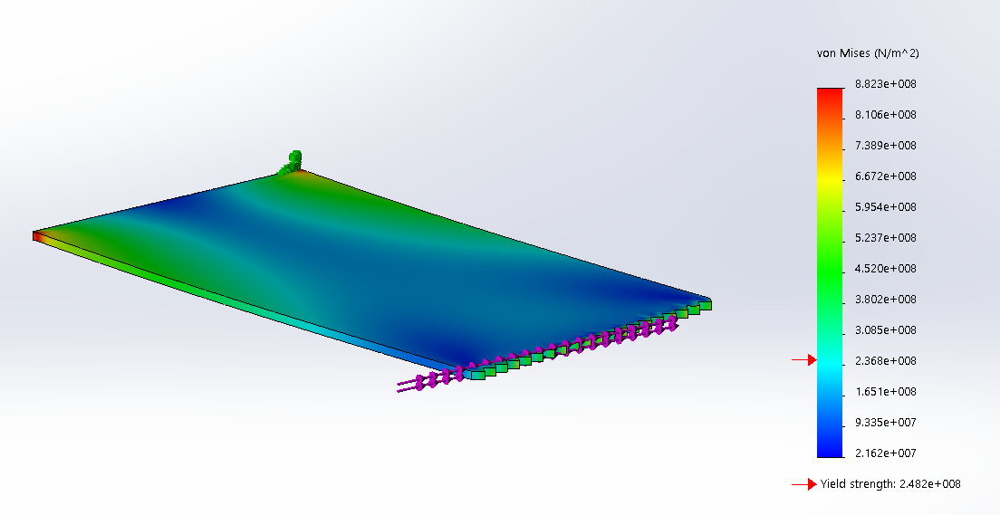 von Mises (N/m^2)
8.823e+008
8.106e+008
7.389e+008
6.672e+008
5.954e+008
5.237e+008
4.520e+008
3.802e+008
3.085e+008
2.368e+008
1.651e+008
9.335e+007
2.162e+007
Yield strength: 2.482e+008